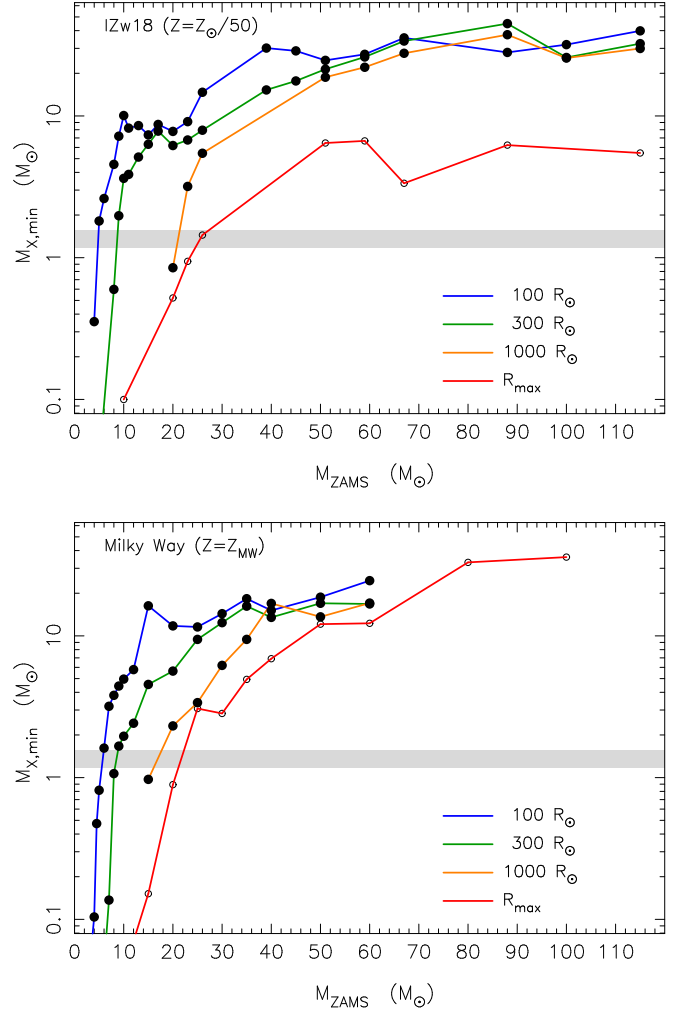 IZw18 (Z=Z☉/50)
10
1
0.1
M_X,min (M☉)
100 R☉
300 R☉
1000 R☉
R_max
0 10 20 30 40 50 60 70 80 90 100 110
M_ZAMS (M☉)
Milky Way (Z=Z_MW)
10
1
0.1
M_X,min (M☉)
100 R☉
300 R☉
1000 R☉
R_max
0 10 20 30 40 50 60 70 80 90 100 110
M_ZAMS (M☉)